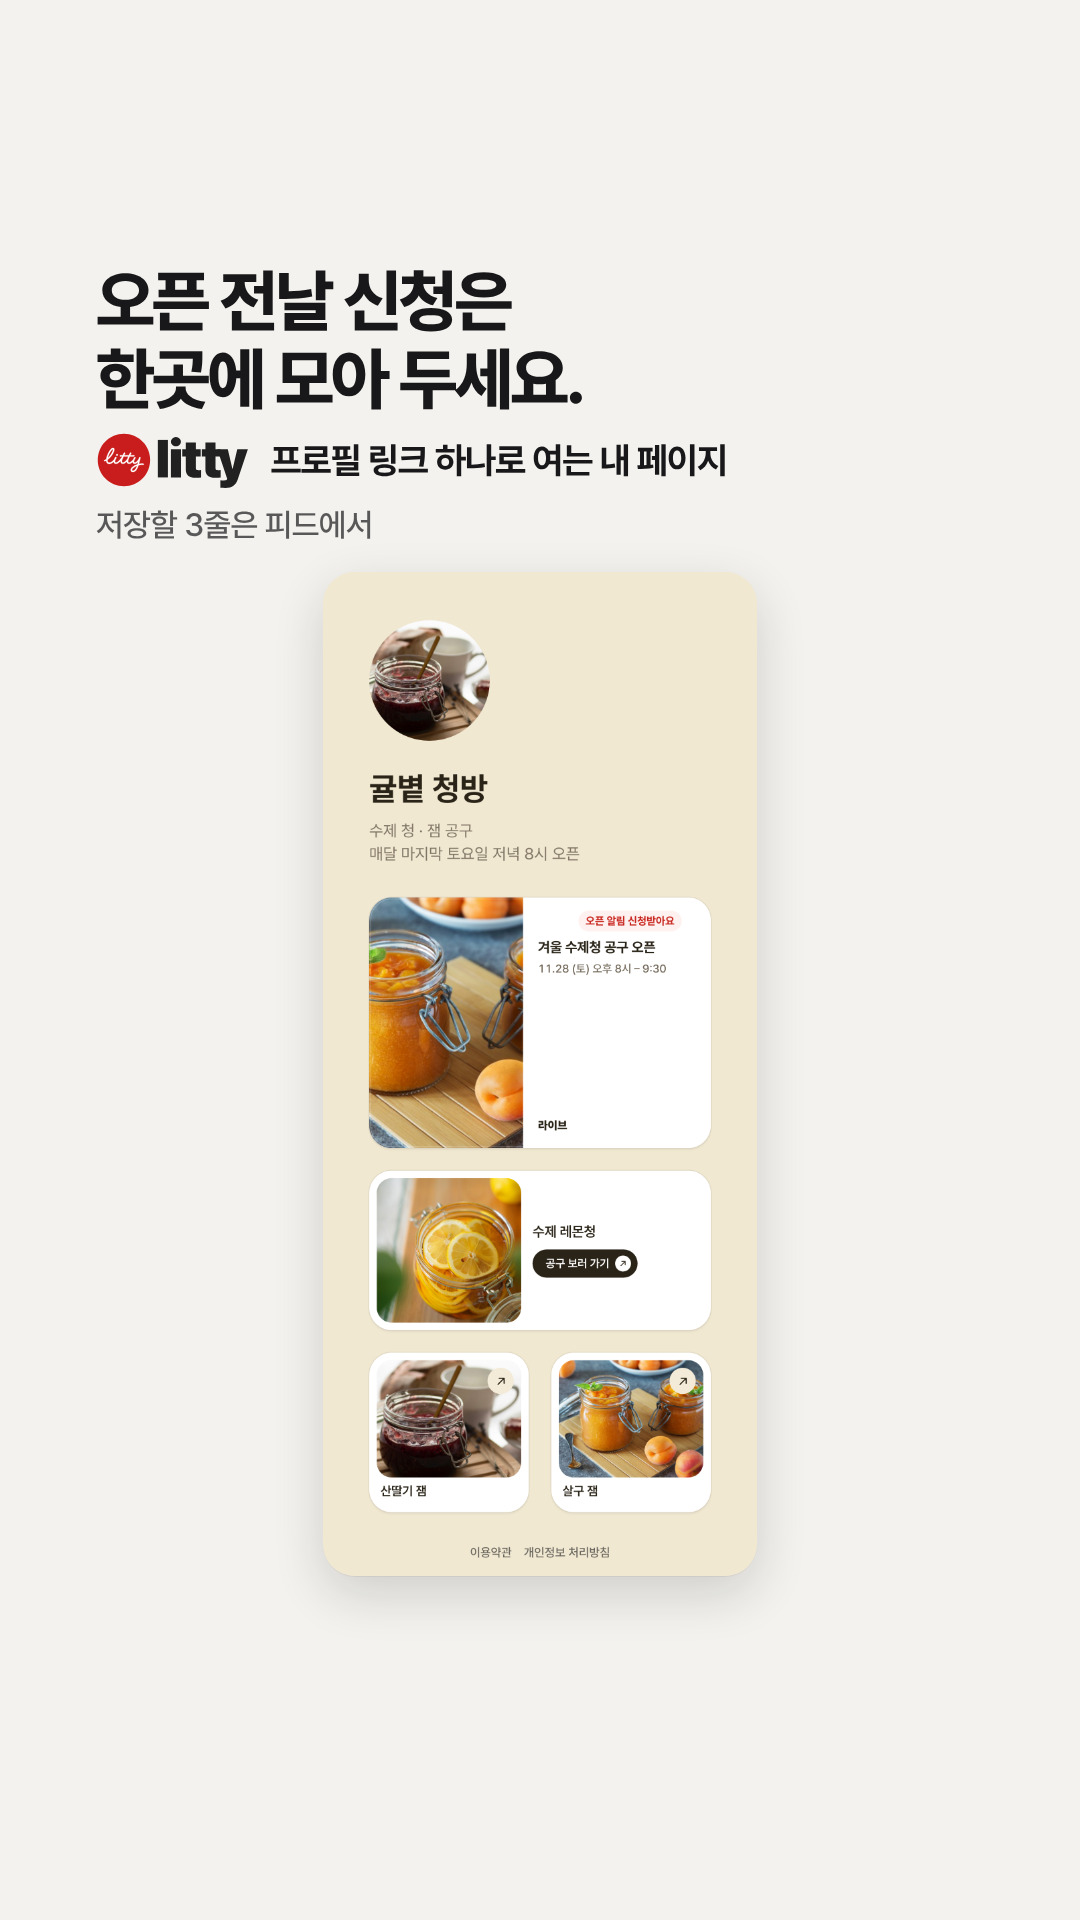 오픈 전날 신청은
한곳에 모아 두세요.
litty litty 프로필 링크 하나로 여는 내 페이지
저장할 3줄은 피드에서
귤볕 청방
수제 청 · 잼 공구
매달 마지막 토요일 저녁 8시 오픈
오픈 알림 신청받아요
겨울 수제청 공구 오픈
11.28 (토) 오후 8시 – 9:30
라이브
수제 레몬청
공구 보러 가기
산딸기 잼
살구 잼
이용약관 개인정보 처리방침